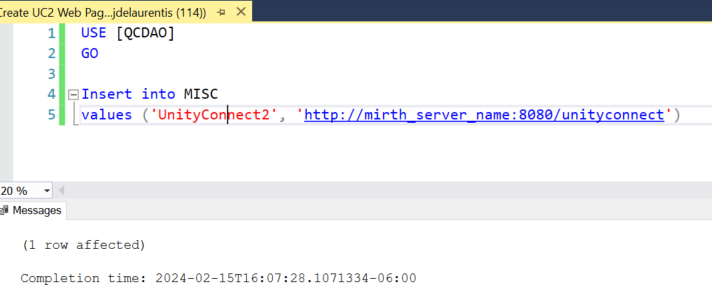 Create UC2 Web Pag...jdelaurentis (114))
1 USE [QCDAO]
2 GO
3
4 Insert into MISC
5 values ('UnityConnect2', 'http://mirth_server_name:8080/unityconnect')
20 %
Messages
(1 row affected)
Completion time: 2024-02-15T16:07:28.1071334-06:00